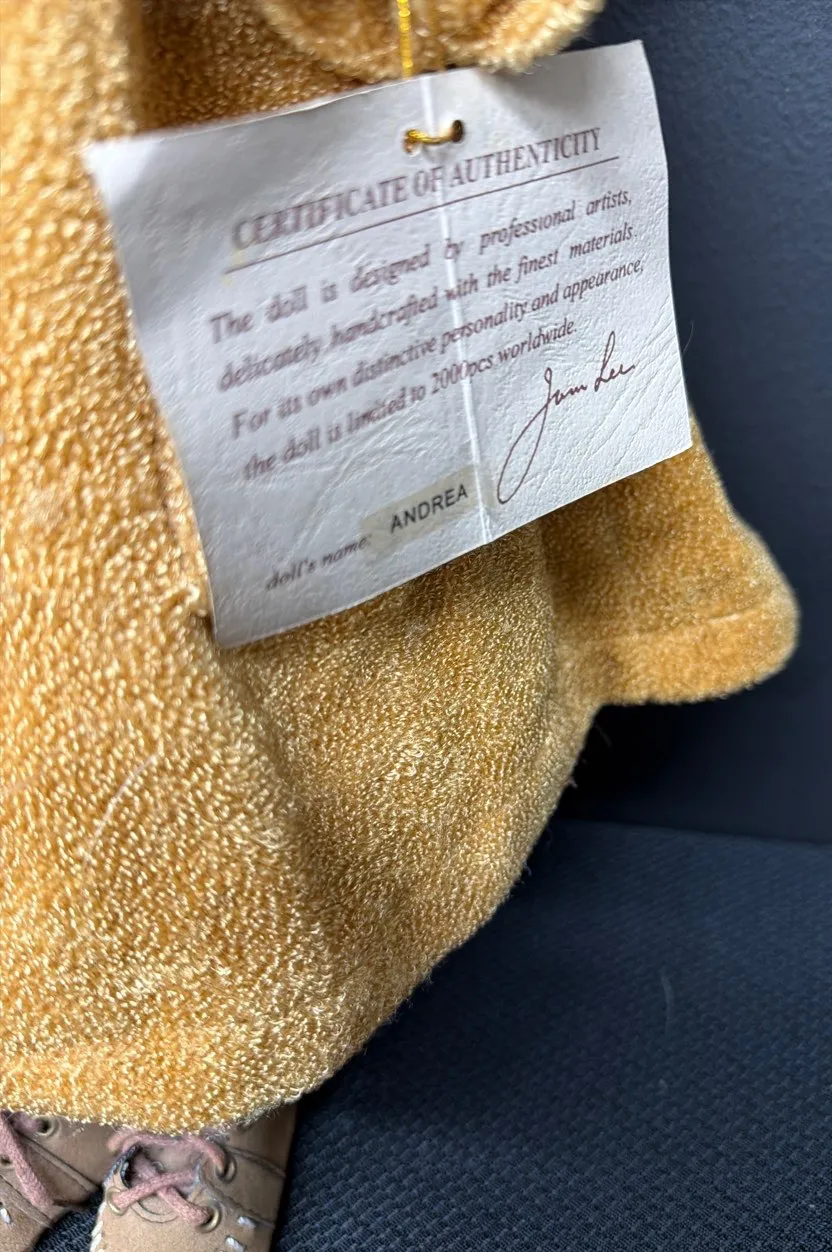 CERTIFICATE OF AUTHENTICITY
The doll is designed by professional artists,
delicately handcrafted with the finest materials.
For its own distinctive personality and appearance,
the doll is limited to 2000pcs worldwide.
doll's name: ANDREA